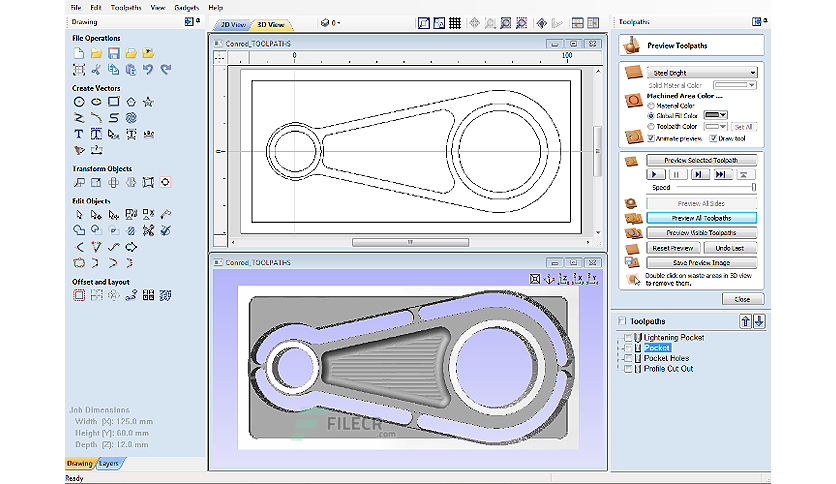 File Edit Toolpaths View Gadgets Help
Drawing
File Operations
Create Vectors
Transform Objects
Edit Objects
Offset and Layout
Job Dimensions
Width (X): 125.0 mm
Height (Y): 60.0 mm
Depth (Z): 12.0 mm
Drawing Layers
Ready
2D View 3D View
0
Conrod_TOOLPATHS
0 100
0
Conrod_TOOLPATHS
Z X Y
FILECR
.com
Toolpaths
Preview Toolpaths
Steel Bright
Solid Material Color
Machined Area Color ...
Material Color
Global Fill Color
Toolpath Color Set All
Animate preview Draw tool
Preview Selected Toolpath
Speed
Preview All Sides
Preview All Toolpaths
Preview Visible Toolpaths
Reset Preview Undo Last
Save Preview Image
Double click on waste areas in 3D view
to remove them.
Close
Toolpaths
Lightening Pocket
Pocket
Pocket Holes
Profile Cut Out